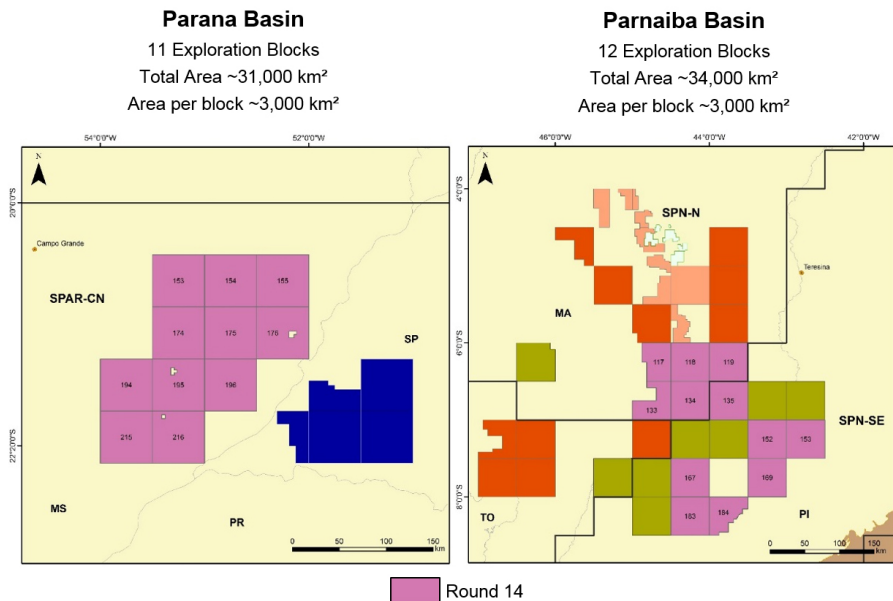 Parana Basin
11 Exploration Blocks
Total Area ~31,000 km²
Area per block ~3,000 km²
54°0'0"W
52°0'0"W
N
20°0'0"S
Campo Grande
153
154
155
SPAR-CN
174
175
176
SP
194
195
196
215
216
22°20'0"S
MS
PR
0
50
100
150
km
Parnaiba Basin
12 Exploration Blocks
Total Area ~34,000 km²
Area per block ~3,000 km²
46°0'0"W
44°0'0"W
42°0'0"W
N
4°0'0"S
SPN-N
Teresina
MA
6°0'0"S
117
118
119
133
134
135
SPN-SE
152
153
167
169
8°0'0"S
TO
183
184
PI
0
50
100
150
km
Round 14